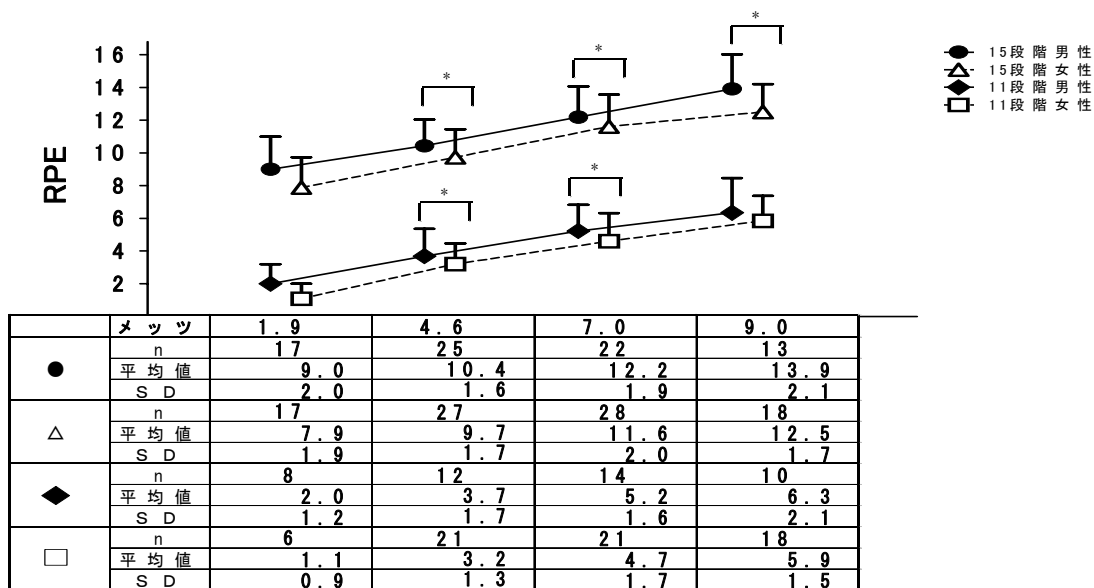 *
*
*
*
*
16
14
12
10
8
6
4
2
RPE
15段階男性
15段階女性
11段階男性
11段階女性
メッツ 1.9 4.6 7.0 9.0
n 17 25 22 13
平均値 9.0 10.4 12.2 13.9
SD 2.0 1.6 1.9 2.1
n 17 27 28 18
平均値 7.9 9.7 11.6 12.5
SD 1.9 1.7 2.0 1.7
n 8 12 14 10
平均値 2.0 3.7 5.2 6.3
SD 1.2 1.7 1.6 2.1
n 6 21 21 18
平均値 1.1 3.2 4.7 5.9
SD 0.9 1.3 1.7 1.5